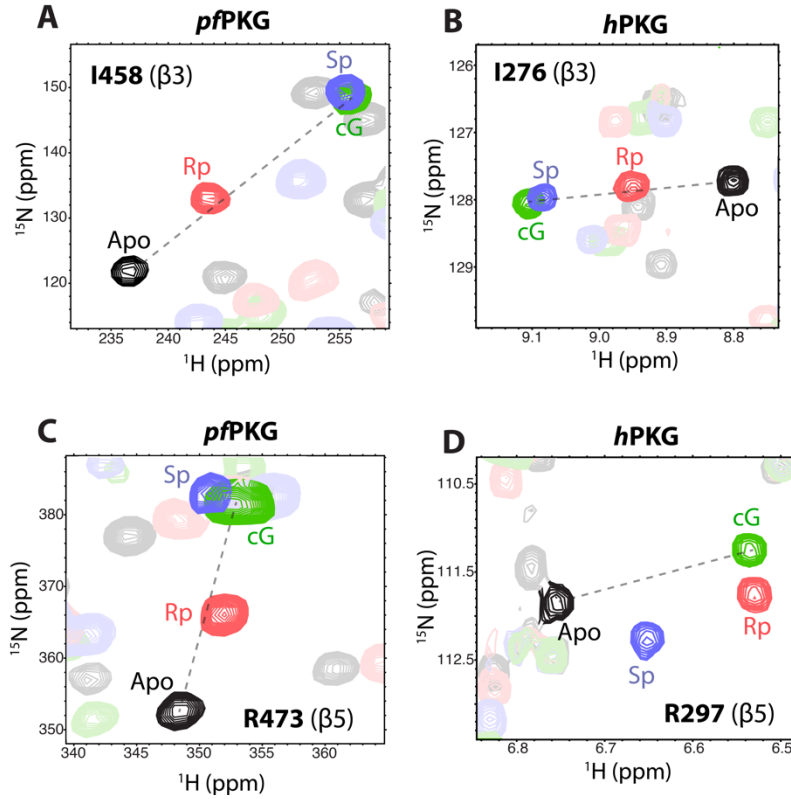 A
pfPKG
I458 (β3)
Sp
cG
Rp
Apo
150
140
130
120
15N (ppm)
235 240 245 250 255
1H (ppm)
B
hPKG
I276 (β3)
Sp
Rp
cG
Apo
126
127
128
129
15N (ppm)
9.1 9.0 8.9 8.8
1H (ppm)
C
pfPKG
Sp
cG
Rp
Apo
R473 (β5)
380
370
360
350
15N (ppm)
340 350 355 360
1H (ppm)
D
hPKG
cG
Apo
Rp
Sp
R297 (β5)
110.5
111.5
112.5
15N (ppm)
6.8 6.7 6.6 6.5
1H (ppm)